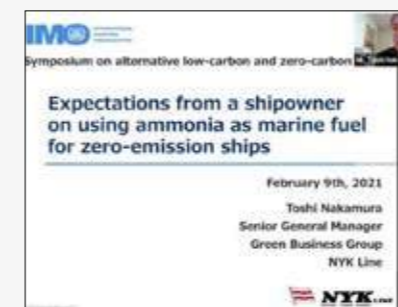 IMO
Symposium on alternative low-carbon and zero-carbon
Expectations from a shipowner
on using ammonia as marine fuel
for zero-emission ships
February 9th, 2021
Toshi Nakamura
Senior General Manager
Green Business Group
NYK Line
NYK LINE